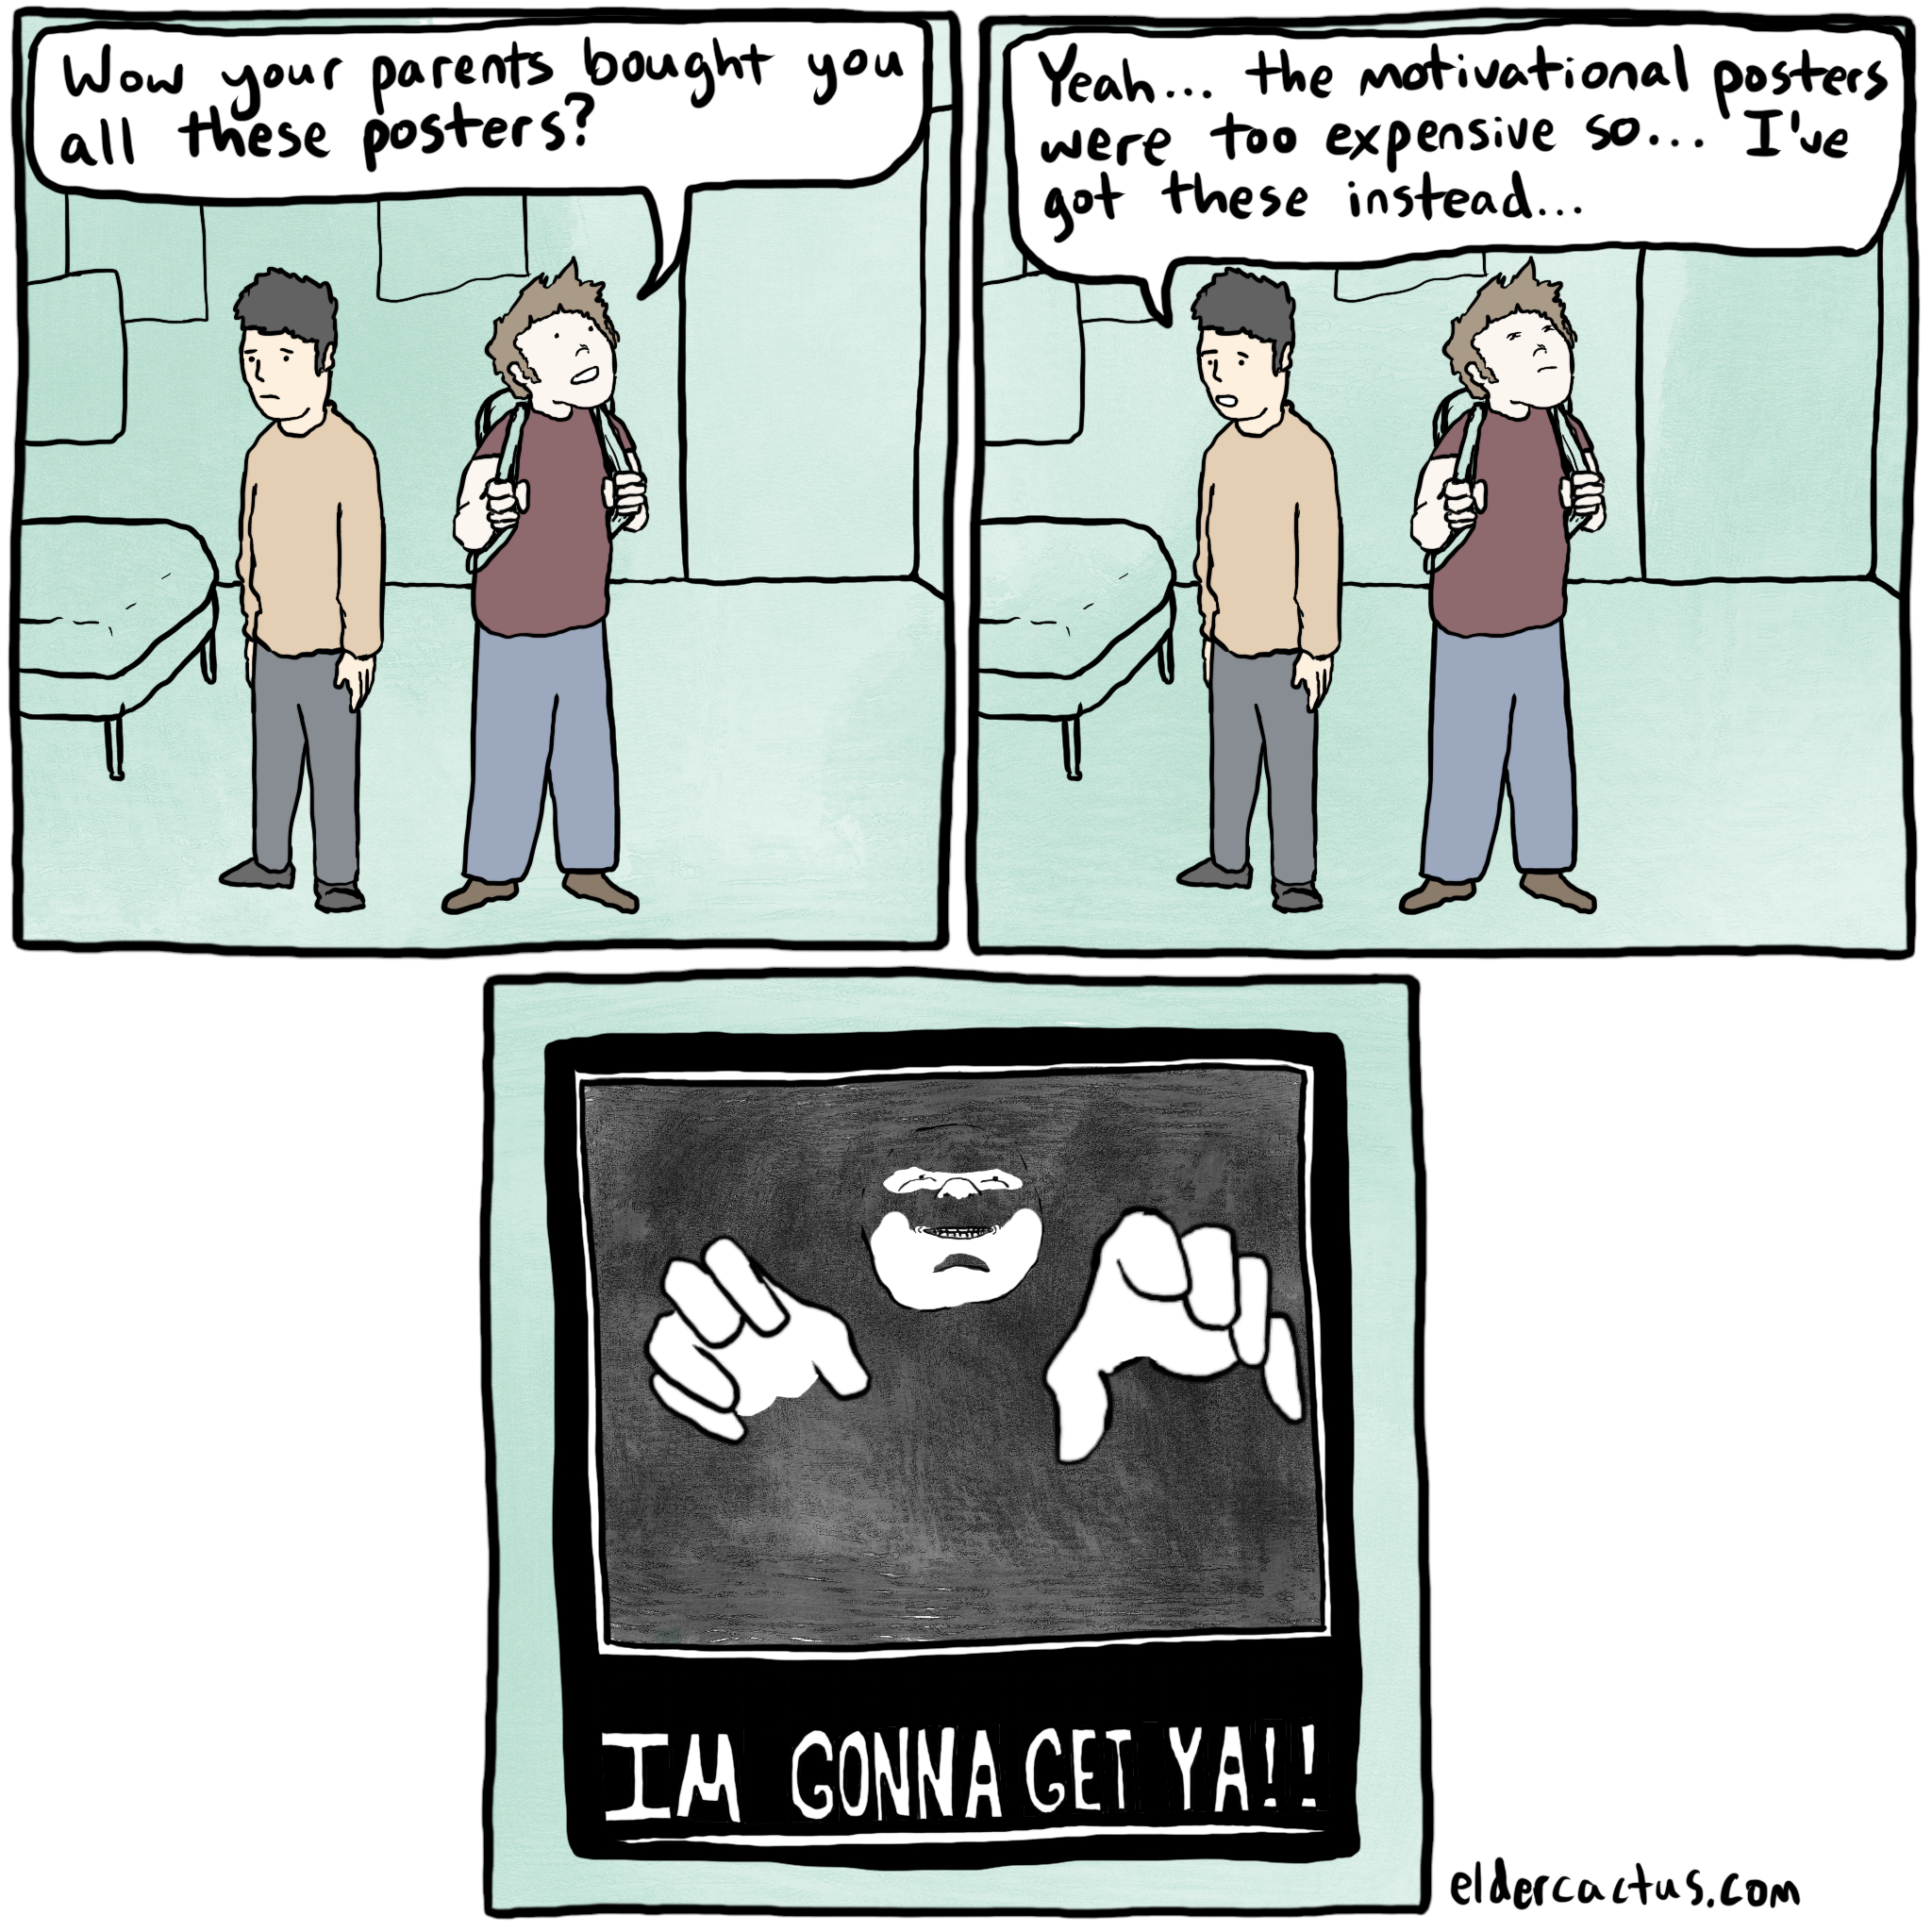 Wow your parents bought you
all these posters?
Yeah... the motivational posters
were too expensive so... I've
got these instead...
IM GONNA GET YA!!
eldercactus.com